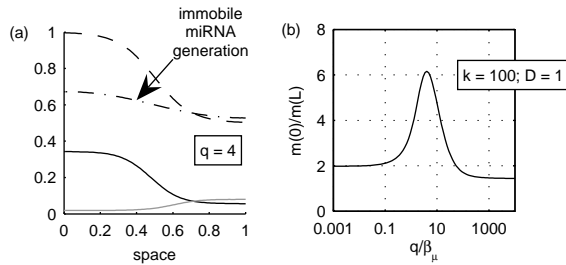 (a)
immobile
miRNA
generation
1
0.8
0.6
0.4
0.2
0
q = 4
0 0.2 0.4 0.6 0.8 1
space
(b)
m(0)/m(L)
8
6
4
2
0
k = 100; D = 1
0.001 0.1 10 1000
q/βμ